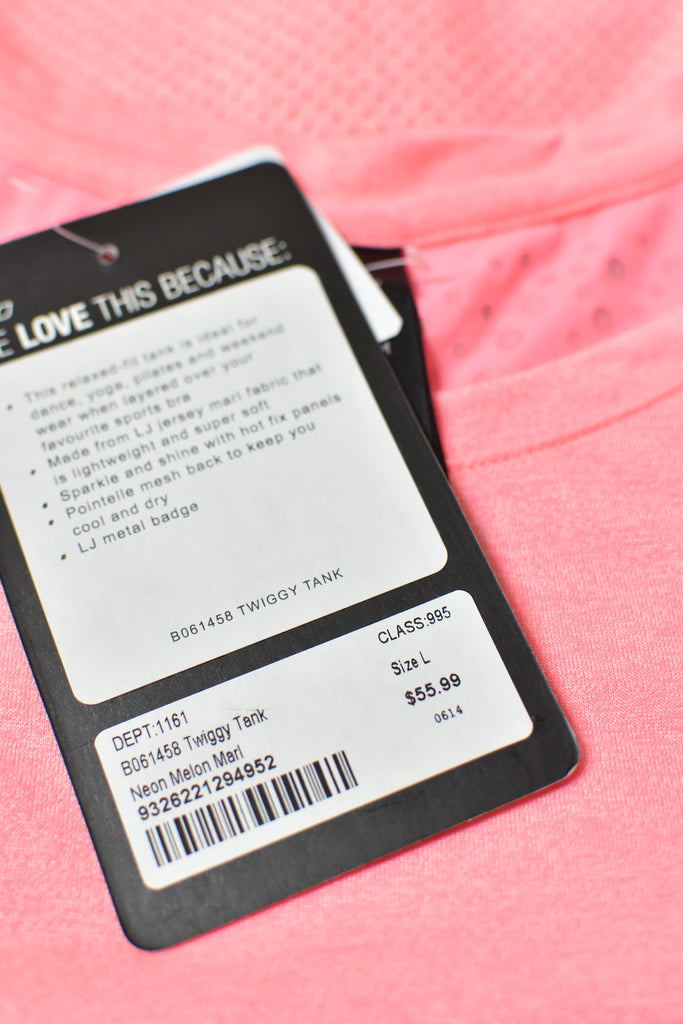 E LOVE THIS BECAUSE:
• This relaxed-fit tank is ideal for
dance, yoga, pilates and weekend
wear when layered over your
favourite sports bra
• Made from LJ jersey marl fabric that
is lightweight and super soft
• Sparkle and shine with hot fix panels
• Pointelle mesh back to keep you
cool and dry
• LJ metal badge
B061458 TWIGGY TANK
CLASS:995
Size L
$55.99
0614
DEPT:1161
B061458 Twiggy Tank
Neon Melon Marl
9326221294952